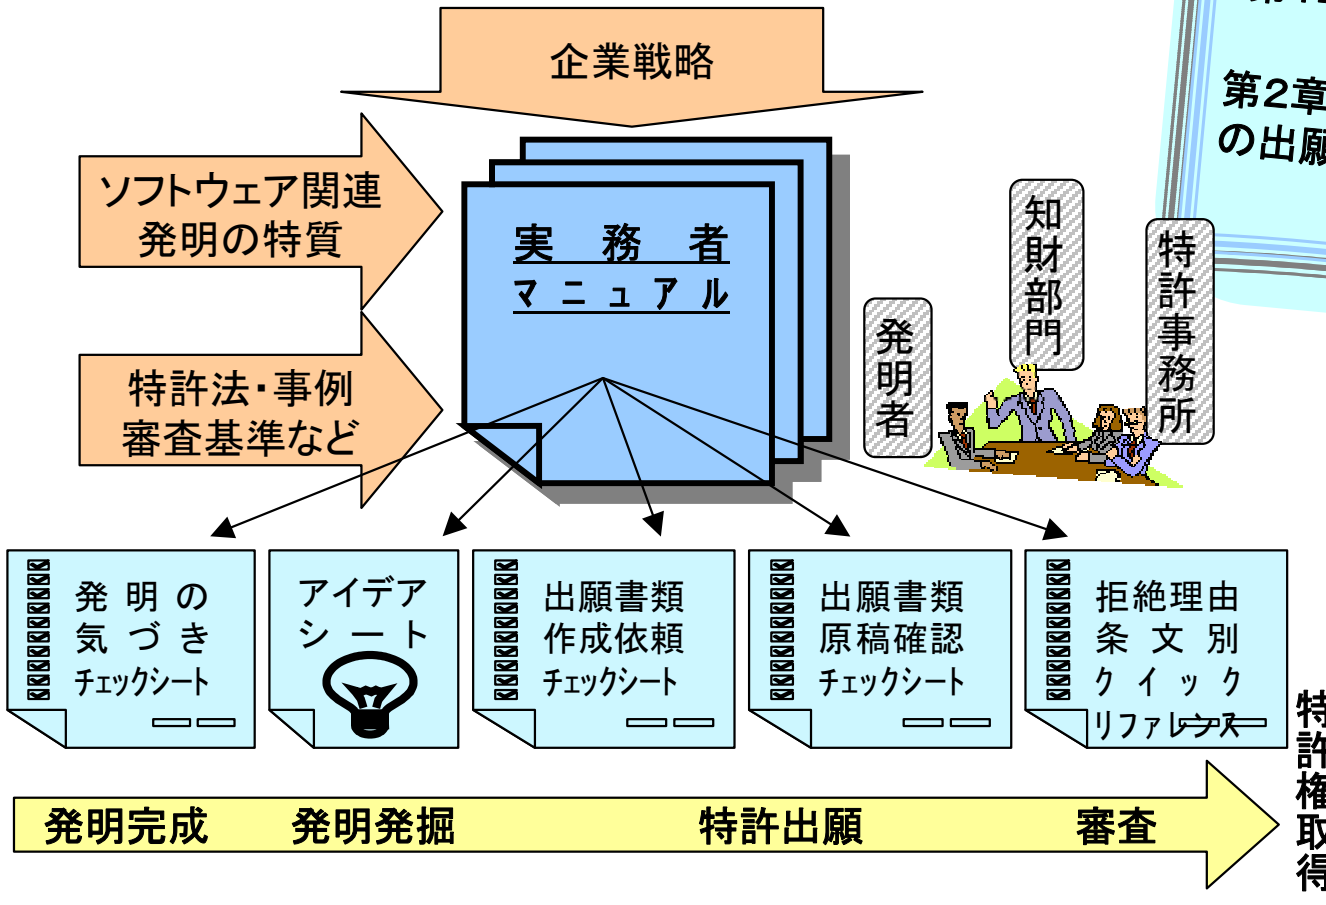 企業戦略
第2章
の出願
ソフトウェア関連
発明の特質
実務者
マニュアル
特許法・事例
審査基準など
発明者
知財部門
特許事務所
発明の
気づき
チェックシート
アイデア
シート
出願書類
作成依頼
チェックシート
出願書類
原稿確認
チェックシート
拒絶理由
条文別
クイック
リファレンス
発明完成
発明発掘
特許出願
審査
特許権取得